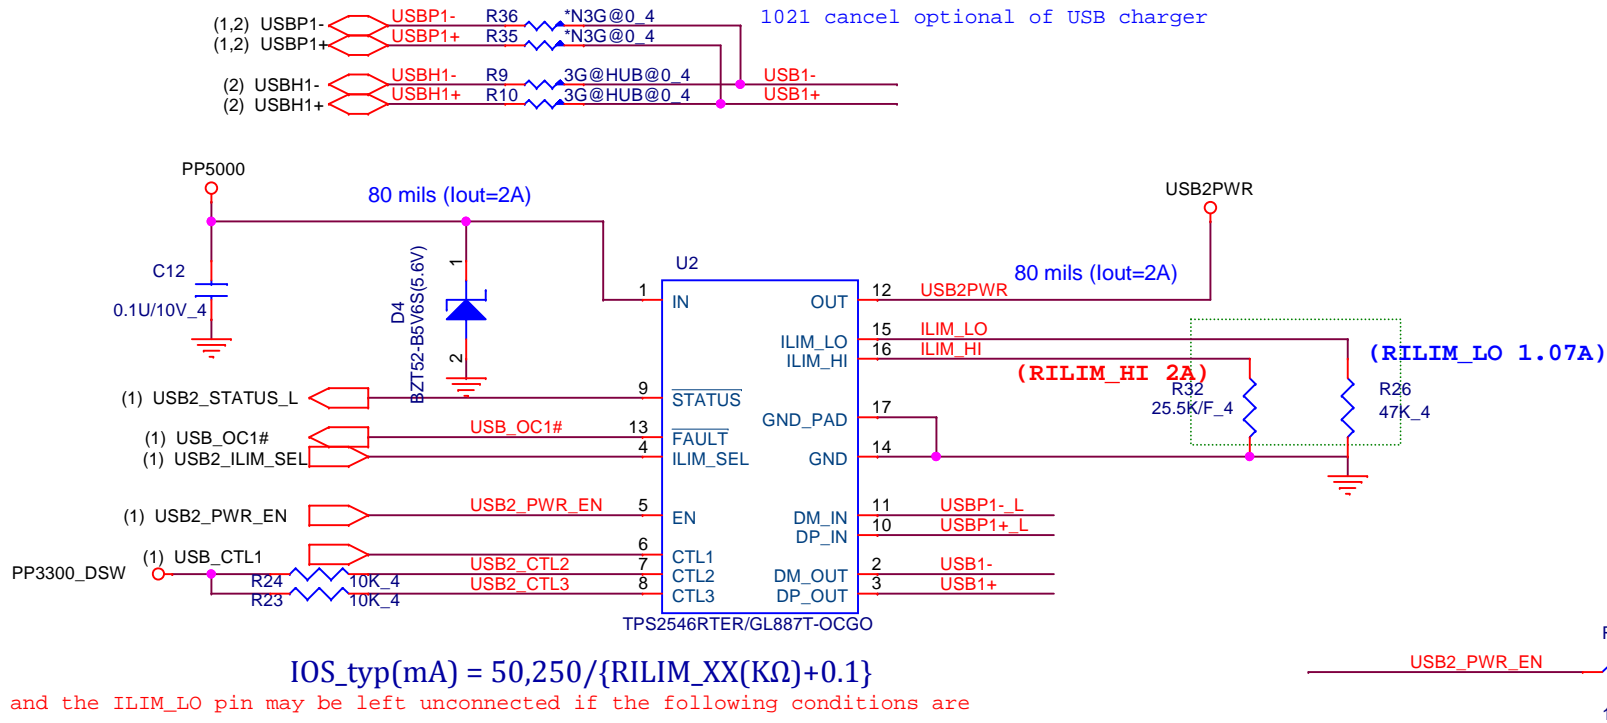 (1,2) USBP1- USBP1- R36 *N3G@0_4 1021 cancel optional of USB charger
(1,2) USBP1+ USBP1+ R35 *N3G@0_4
(2) USBH1- USBH1- R9 3G@HUB@0_4 USB1-
(2) USBH1+ USBH1+ R10 3G@HUB@0_4 USB1+
PP5000
80 mils (Iout=2A)
USB2PWR
C12
0.1U/10V_4
1
2
D4
BZT52-B5V6S(5.6V)
U2
80 mils (Iout=2A)
1 IN OUT 12 USB2PWR
ILIM_LO 15 ILIM_LO
ILIM_HI 16 ILIM_HI
(RILIM_LO 1.07A)
(RILIM_HI 2A)
R32
25.5K/F_4
R26
47K_4
(1) USB2_STATUS_L 9 STATUS
GND_PAD 17
(1) USB_OC1# USB_OC1# 13 FAULT
(1) USB2_ILIM_SEL 4 ILIM_SEL GND 14
(1) USB2_PWR_EN USB2_PWR_EN 5 EN DM_IN 11 USBP1-_L
DP_IN 10 USBP1+_L
(1) USB_CTL1 6 CTL1
PP3300_DSW R24 10K_4 USB2_CTL2 7 CTL2 DM_OUT 2 USB1-
R23 10K_4 USB2_CTL3 8 CTL3 DP_OUT 3 USB1+
TPS2546RTER/GL887T-OCGO
IOS_typ(mA) = 50,250/{RILIM_XX(KΩ)+0.1}
USB2_PWR_EN
and the ILIM_LO pin may be left unconnected if the following conditions are